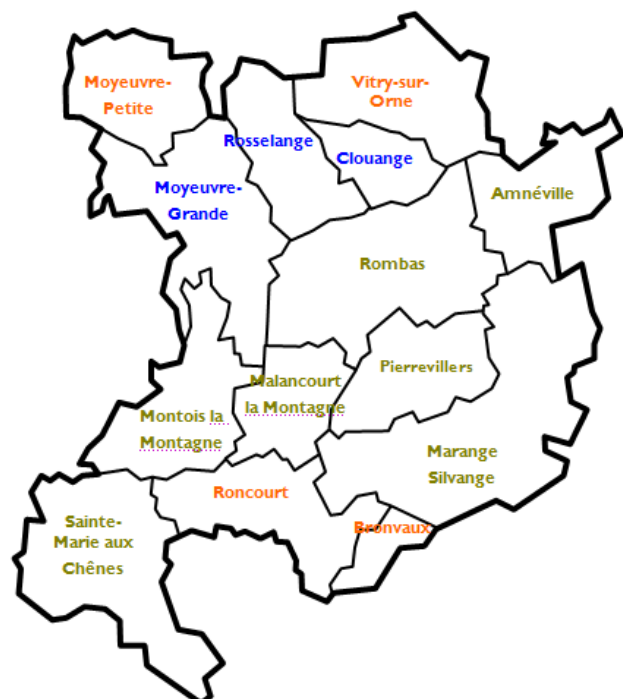 Moyeuvre-
Petite
Vitry-sur-
Orne
Rosselange
Clouange
Moyeuvre-
Grande
Amnéville
Rombas
Pierrevillers
Malancourt
la Montagne
Montois la
Montagne
Marange
Silvange
Roncourt
Bronvaux
Sainte-
Marie aux
Chênes